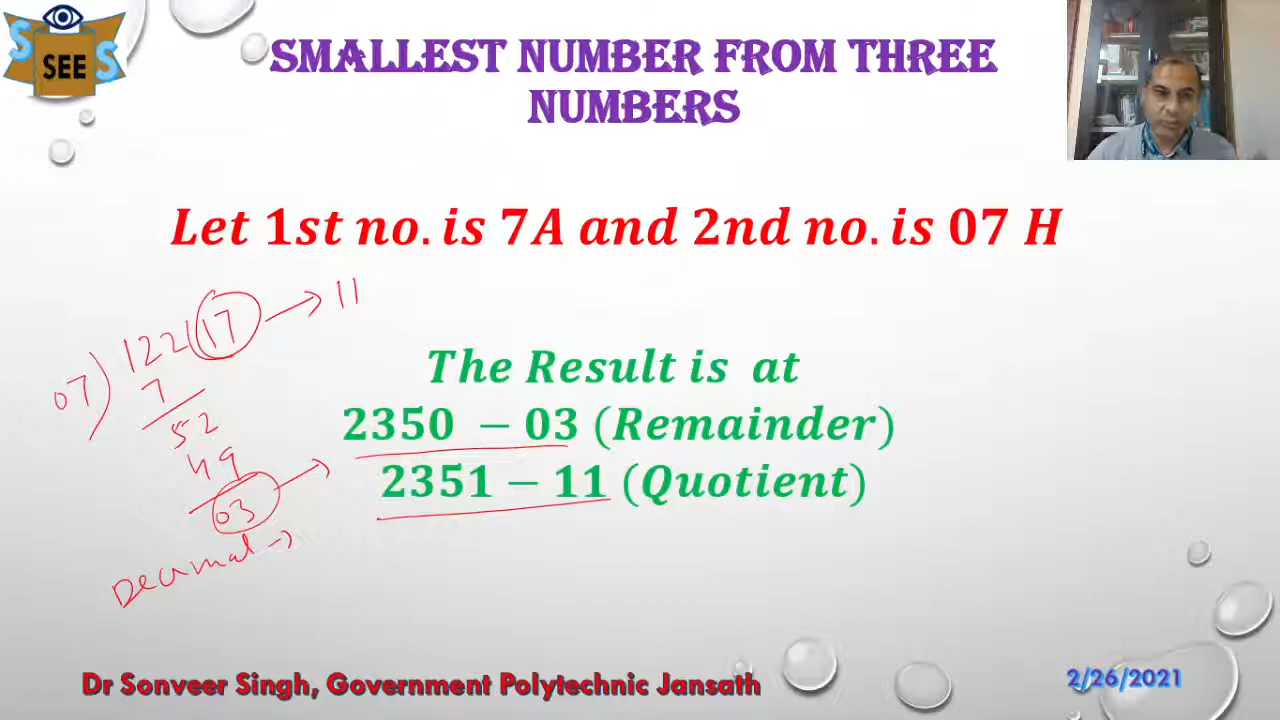 S SEE S
SMALLEST NUMBER FROM THREE
NUMBERS
Let 1st no. is 7A and 2nd no. is 07 H
07) 122(17 → 11
7
52
49
03 →
Decimal →
The Result is at
2350 – 03 (Remainder)
2351 – 11 (Quotient)
Dr Sonveer Singh, Government Polytechnic Jansath
2/26/2021